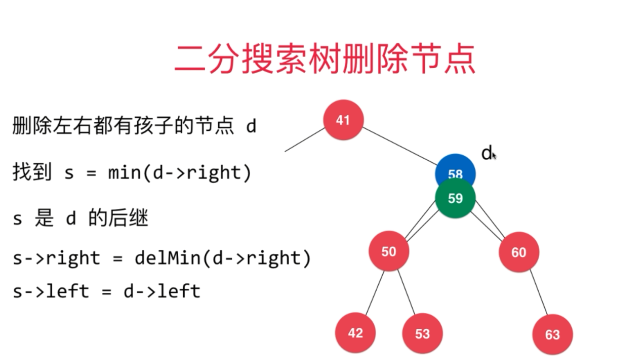 二分搜索树删除节点
删除左右都有孩子的节点 d
找到 s = min(d->right)
s 是 d 的后继
s->right = delMin(d->right)
s->left = d->left
41
d
58
59
50
60
42
53
63